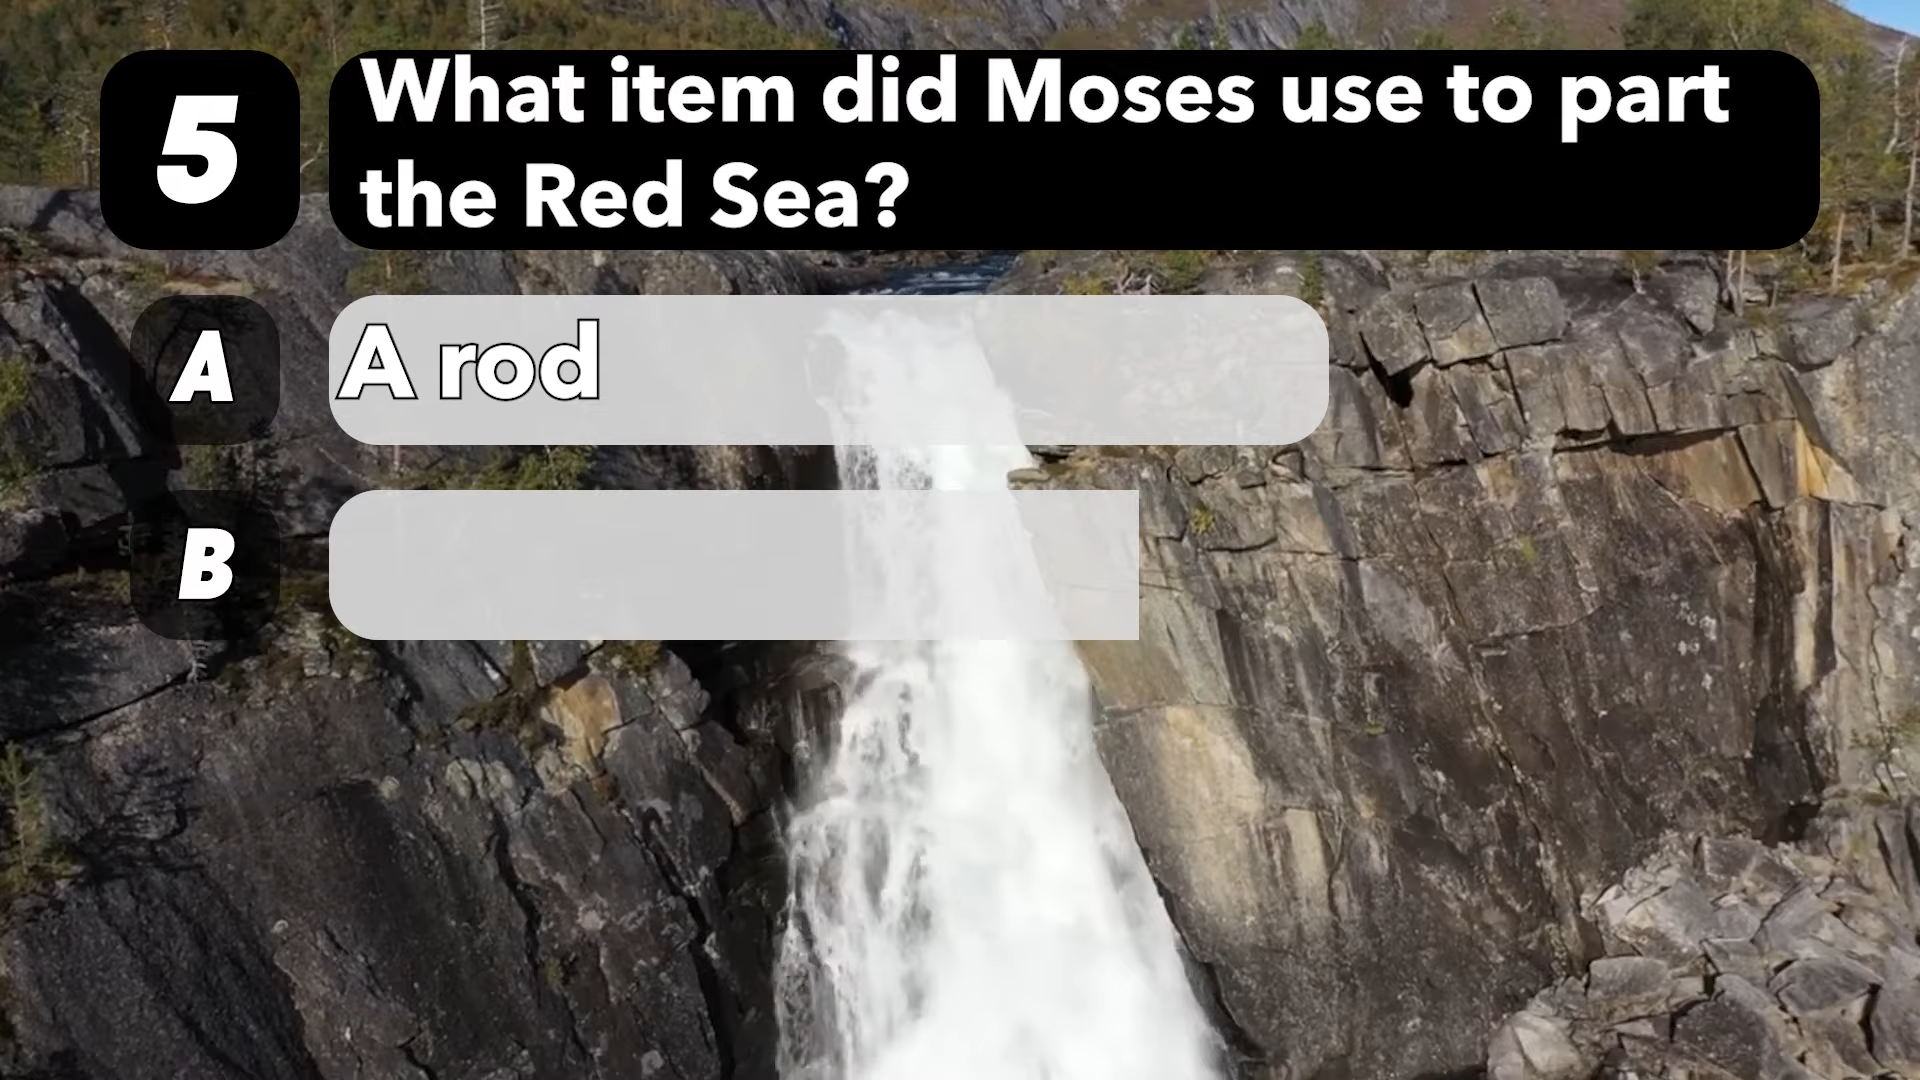 5
What item did Moses use to part
the Red Sea?
A
A rod
B